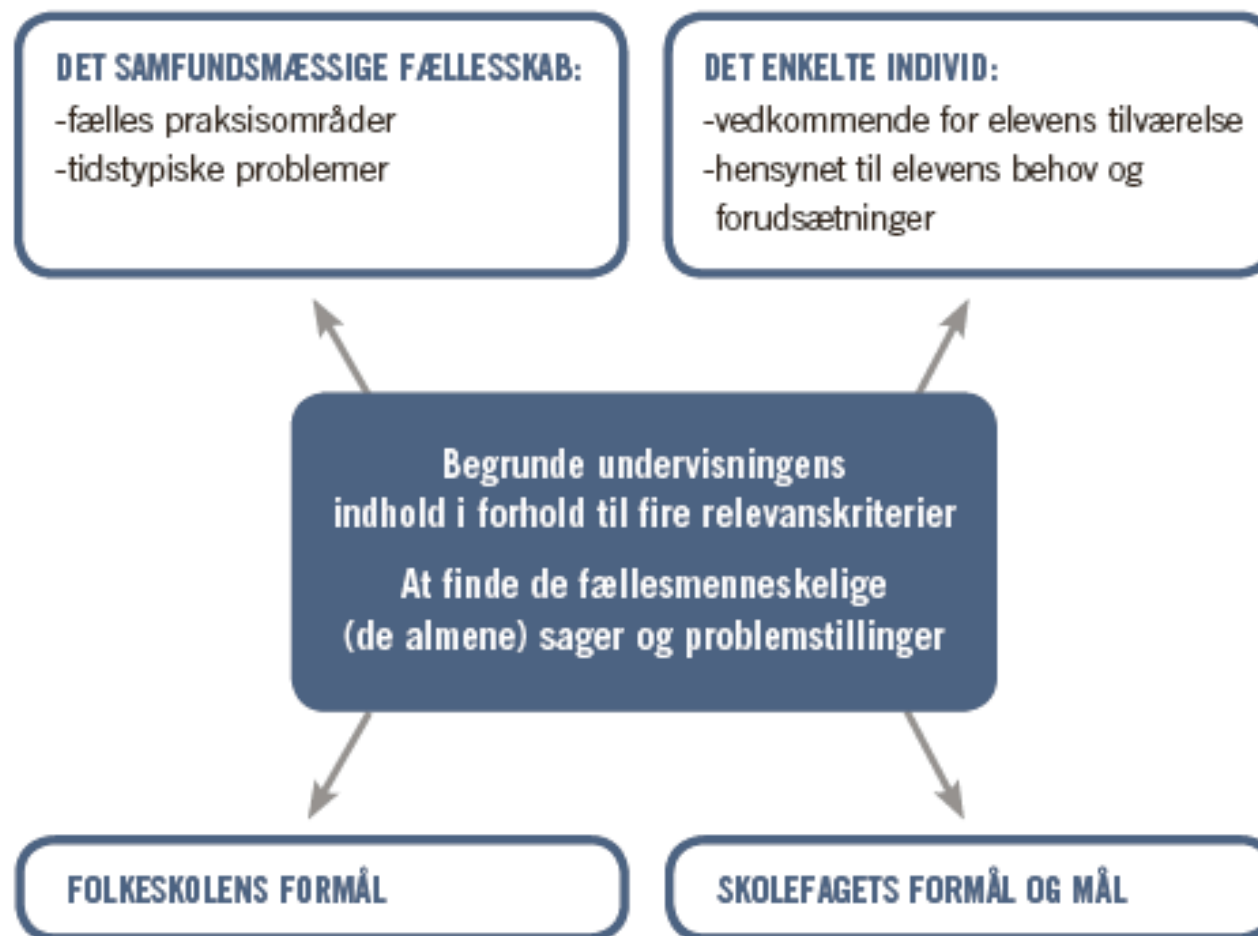 DET SAMFUNDSMÆSSIGE FÆLLESSKAB:
-fælles praksisområder
-tidstypiske problemer
DET ENKELTE INDIVID:
-vedkommende for elevens tilværelse
-hensynet til elevens behov og
forudsætninger
Begrunde undervisningens
indhold i forhold til fire relevanskriterier
At finde de fællesmenneskelige
(de almene) sager og problemstillinger
FOLKESKOLENS FORMÅL
SKOLEFAGETS FORMÅL OG MÅL